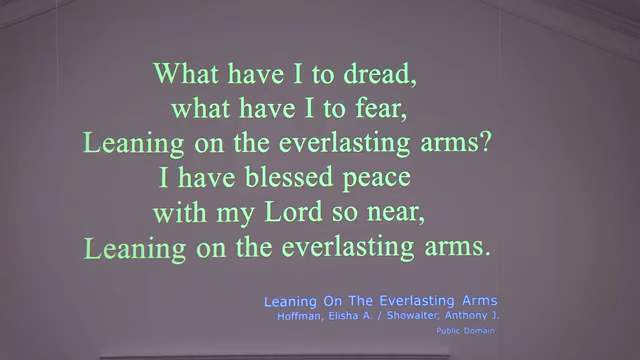 What have I to dread,
what have I to fear,
Leaning on the everlasting arms?
I have blessed peace
with my Lord so near,
Leaning on the everlasting arms.
Leaning On The Everlasting Arms
Hoffman, Elisha A. / Showalter, Anthony J.
Public Domain